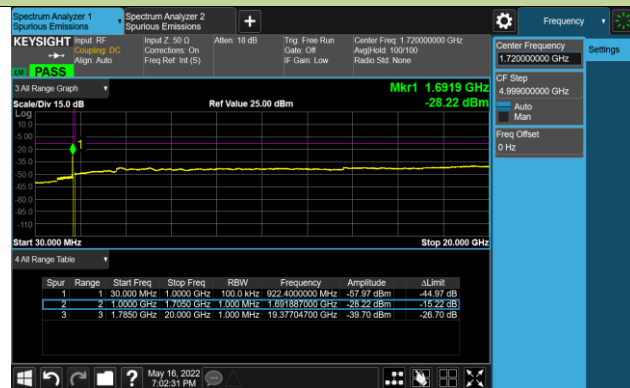 Spectrum Analyzer 1
Spurious Emissions
Spectrum Analyzer 2
Spurious Emissions
+
Frequency
KEYSIGHT
Input: RF
Coupling: DC
Align: Auto
Input Z: 50 Ω
Corrections: On
Freq Ref: Int (S)
Atten: 18 dB
Trig: Free Run
Gate: Off
IF Gain: Low
Center Freq: 1.720000000 GHz
Avg|Hold: 100/100
Radio Std: None
PASS
Center Frequency
1.720000000 GHz
Settings
CF Step
4.999000000 GHz
Auto
Man
Freq Offset
0 Hz
3 All Range Graph
Mkr1 1.6919 GHz
Scale/Div 15.0 dB
Ref Value 25.00 dBm
-28.22 dBm
Log
10.0
-5.00
-20.0
-35.0
-50.0
-65.0
-80.0
-95.0
-110
1
Start 30.000 MHz
Stop 20.000 GHz
4 All Range Table
Spur Range Start Freq Stop Freq RBW Frequency Amplitude ΔLimit
1 1 30.000 MHz 1.0000 GHz 100.0 kHz 922.4000000 MHz -57.97 dBm -44.97 dB
2 2 1.0000 GHz 1.7050 GHz 1.000 MHz 1.691887000 GHz -28.22 dBm -15.22 dB
3 3 1.7850 GHz 20.000 GHz 1.000 MHz 19.37704700 GHz -39.70 dBm -26.70 dB
?
May 16, 2022
7:02:31 PM